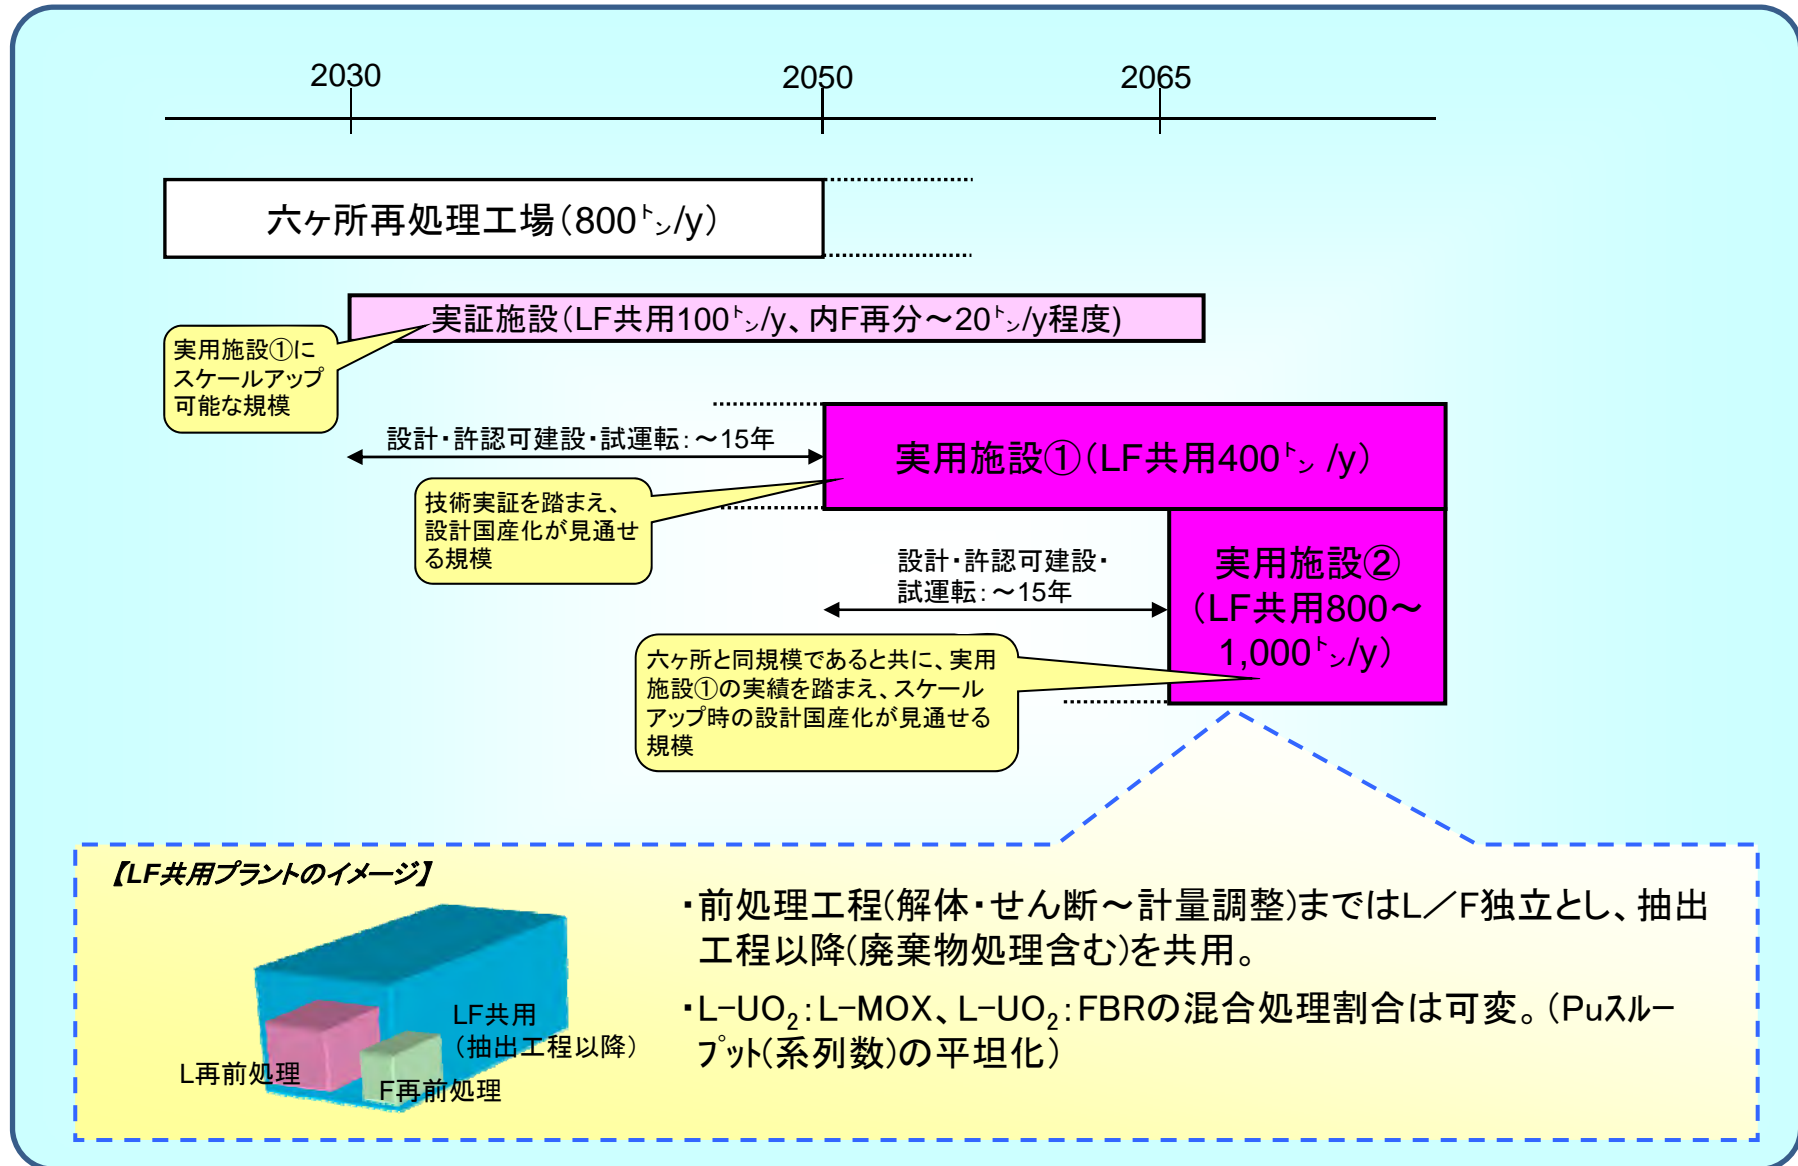 2030
2050
2065
六ヶ所再処理工場（800㌧/y）
実証施設（LF共用100㌧/y、内F再分～20㌧/y程度)
実用施設①に
スケールアップ
可能な規模
設計・許認可建設・試運転：～15年
実用施設①（LF共用400㌧ /y）
技術実証を踏まえ、
設計国産化が見通せ
る規模
設計・許認可建設・
試運転：～15年
実用施設②
（LF共用800～
1,000㌧/y）
六ヶ所と同規模であると共に、実用
施設①の実績を踏まえ、スケール
アップ時の設計国産化が見通せる
規模
【LF共用プラントのイメージ】
LF共用
（抽出工程以降）
L再前処理
F再前処理
・前処理工程(解体・せん断～計量調整)まではL／F独立とし、抽出
工程以降(廃棄物処理含む)を共用。
・L−UO₂：L−MOX、L−UO₂：FBRの混合処理割合は可変。（Puｽﾙｰ
ﾌﾟｯﾄ(系列数)の平坦化）